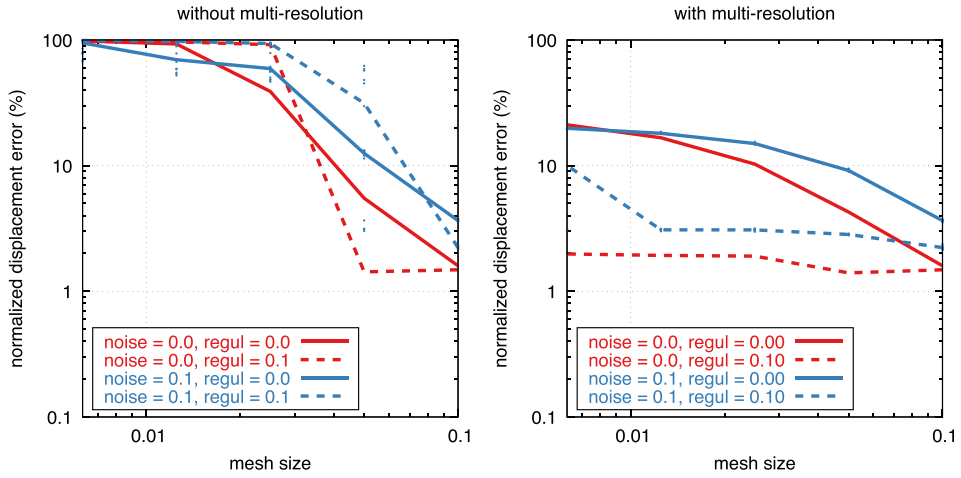 without multi-resolution
normalized displacement error (%)
100
10
1
0.1
noise = 0.0, regul = 0.0
noise = 0.0, regul = 0.1
noise = 0.1, regul = 0.0
noise = 0.1, regul = 0.1
0.01
0.1
mesh size
with multi-resolution
normalized displacement error (%)
100
10
1
0.1
noise = 0.0, regul = 0.00
noise = 0.0, regul = 0.10
noise = 0.1, regul = 0.00
noise = 0.1, regul = 0.10
0.01
0.1
mesh size